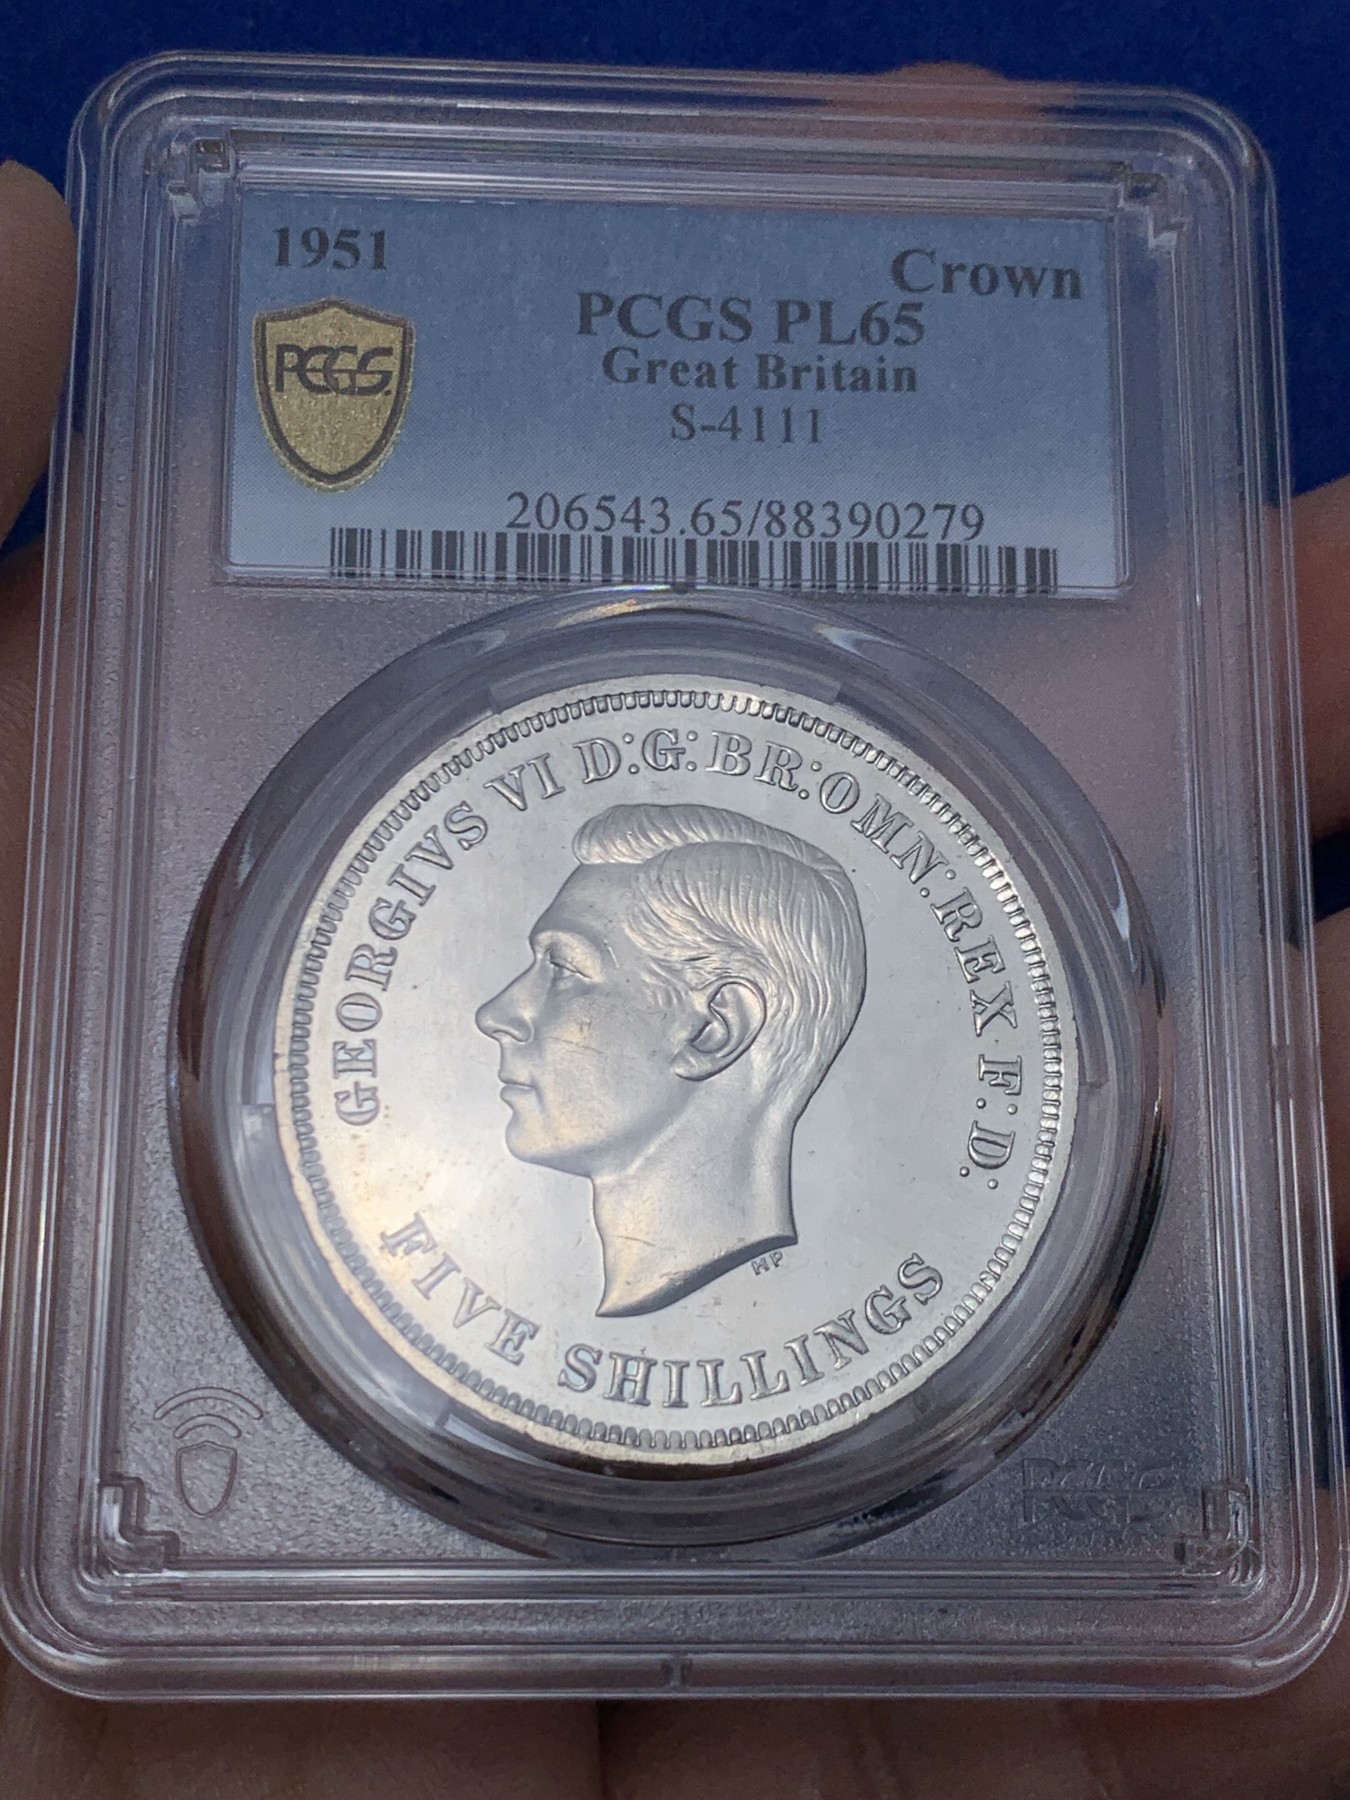 1951
Crown
PCGS PL65
PCGS
Great Britain
S-4111
206543.65/88390279
GEORGIVS VI D:G:BR:OMN:REX F:D:
HP
FIVE SHILLINGS
PCGS